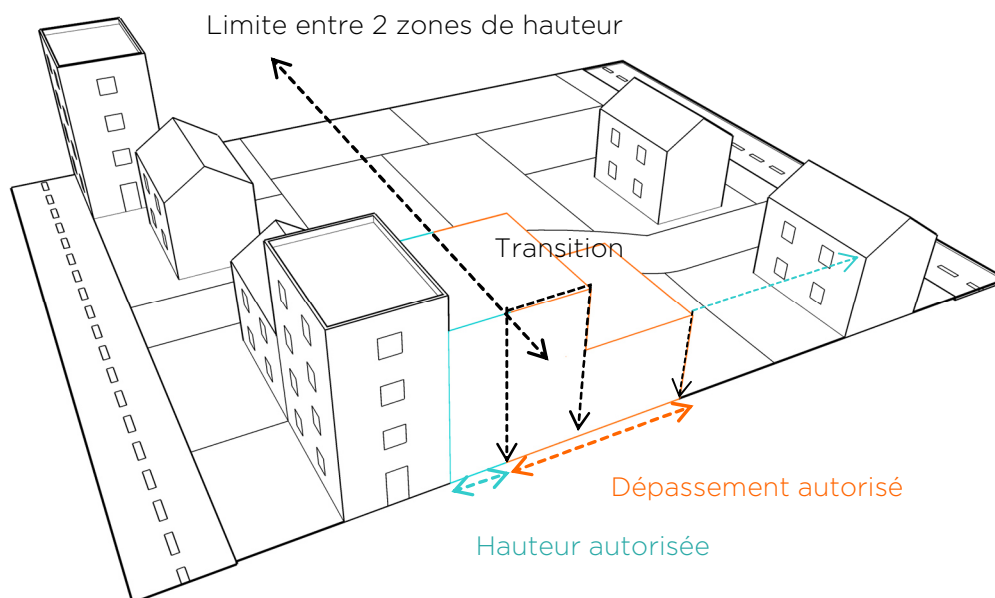 Limite entre 2 zones de hauteur
Transition
Dépassement autorisé
Hauteur autorisée